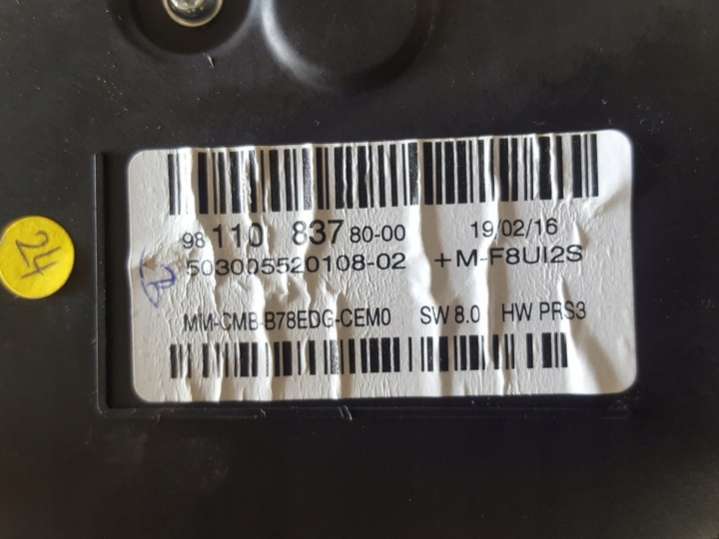 98 110 837 80-00 19/02/16
503005520108-02 +M-F8UI2S
MM-CMB-B78EDG-CEM0 SW 8.0 HW PRS3
24